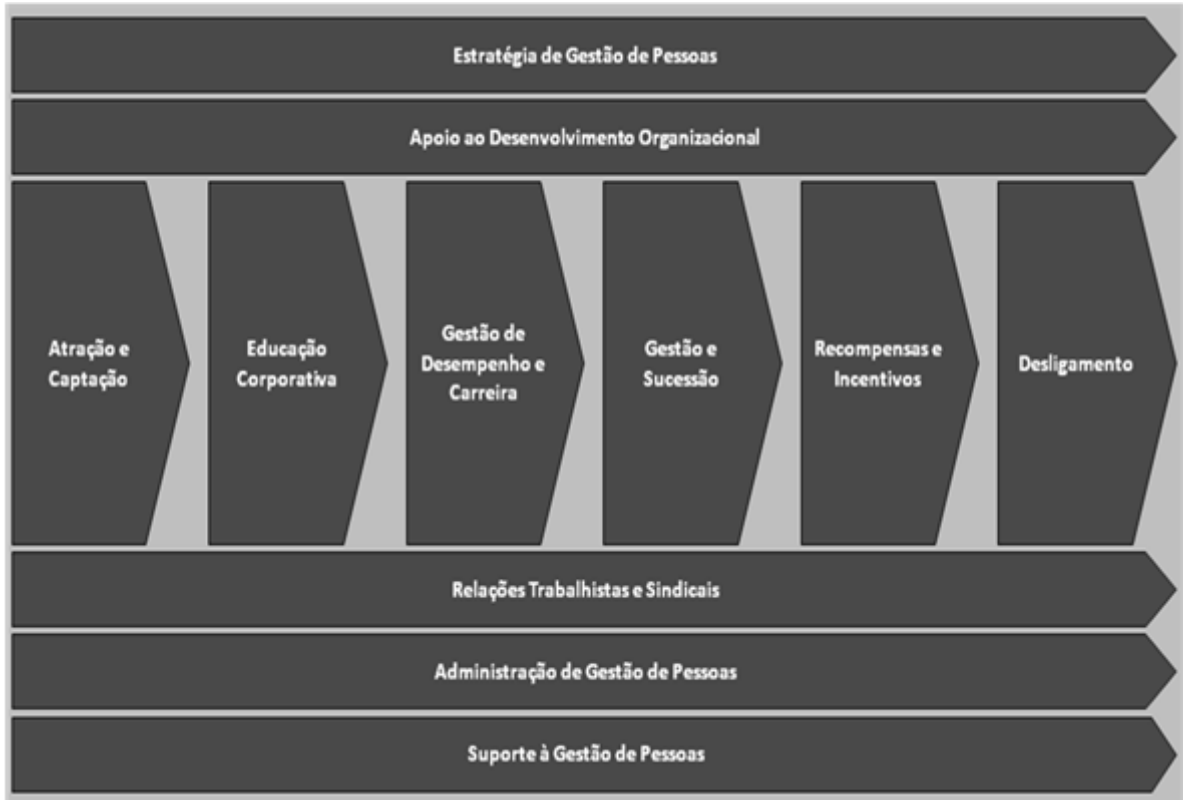 Estratégia de Gestão de Pessoas
Apoio ao Desenvolvimento Organizacional
Atração e
Captação
Educação
Corporativa
Gestão de
Desempenho e
Carreira
Gestão e
Sucessão
Recompensas e
Incentivos
Desligamento
Relações Trabalhistas e Sindicais
Administração de Gestão de Pessoas
Suporte à Gestão de Pessoas